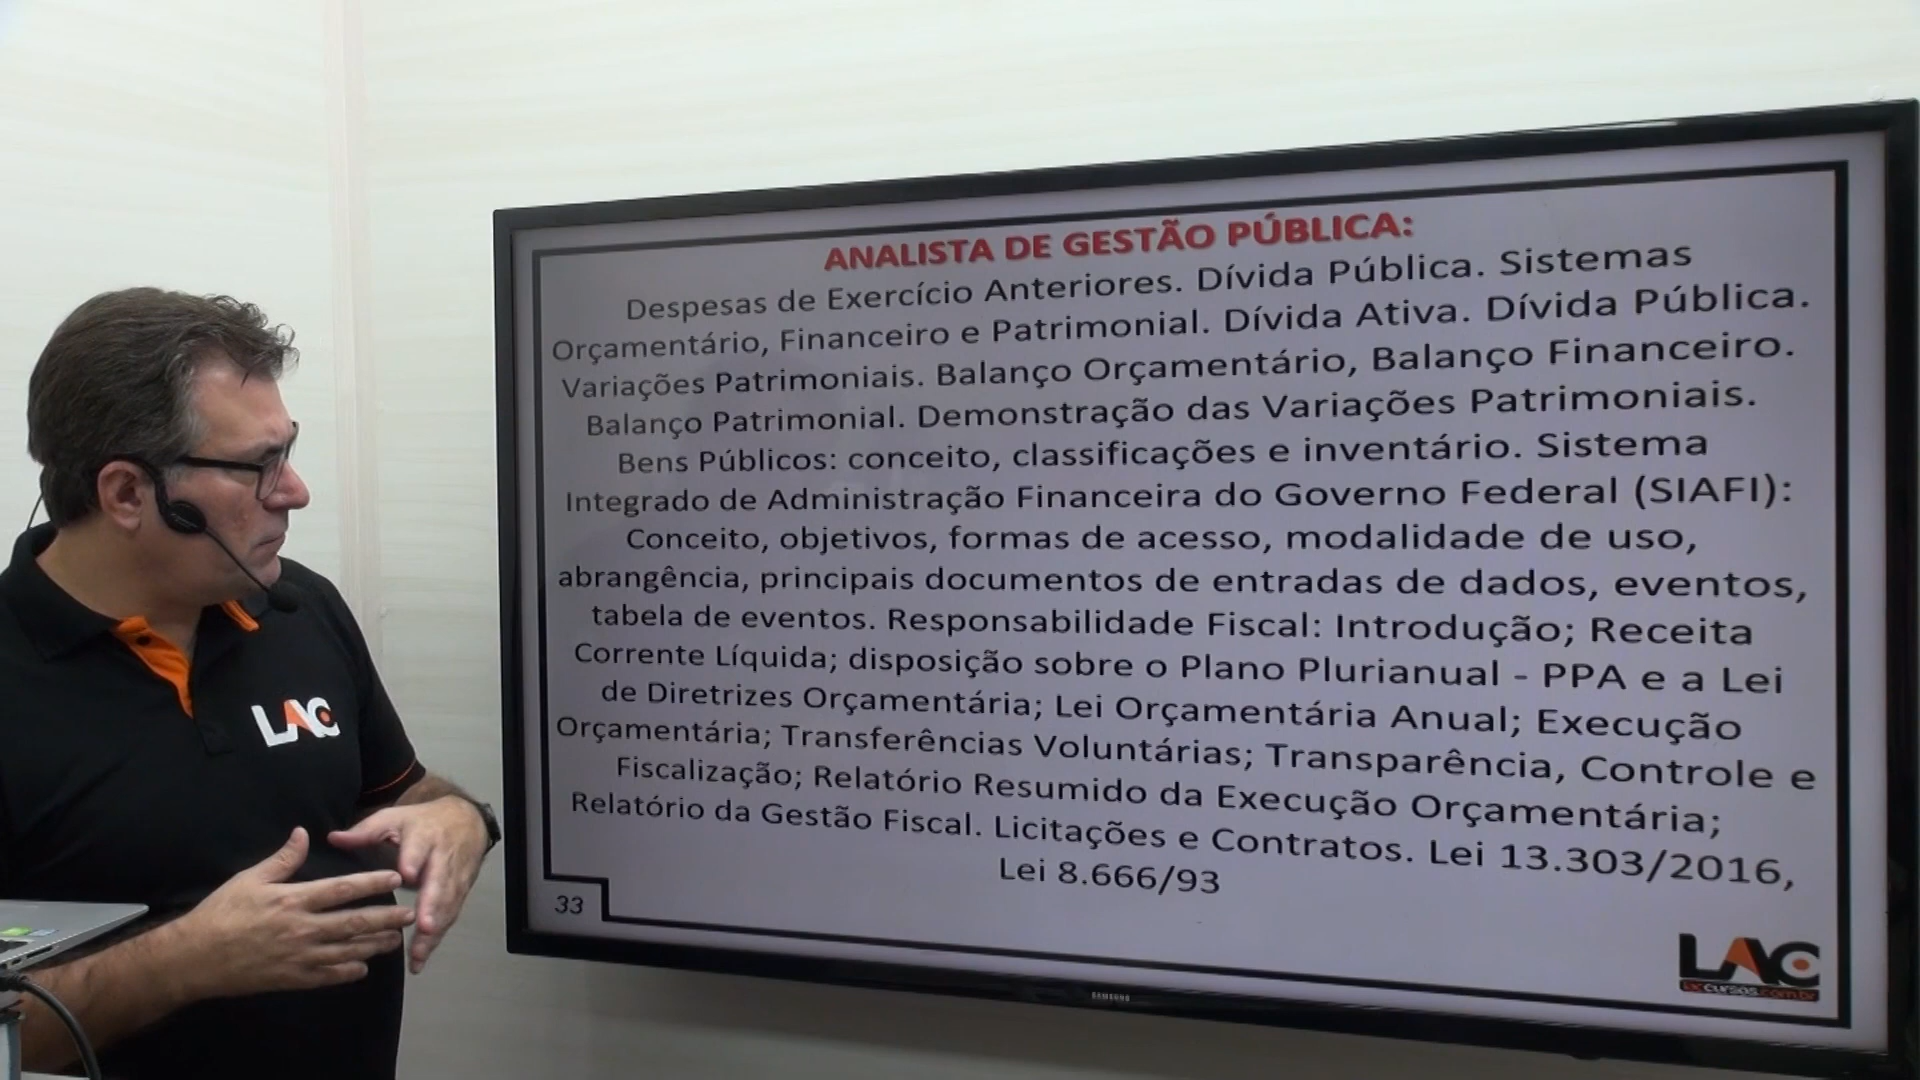 ANALISTA DE GESTÃO PÚBLICA:
Despesas de Exercício Anteriores. Dívida Pública. Sistemas
Orçamentário, Financeiro e Patrimonial. Dívida Ativa. Dívida Pública.
Variações Patrimoniais. Balanço Orçamentário, Balanço Financeiro.
Balanço Patrimonial. Demonstração das Variações Patrimoniais.
Bens Públicos: conceito, classificações e inventário. Sistema
Integrado de Administração Financeira do Governo Federal (SIAFI):
Conceito, objetivos, formas de acesso, modalidade de uso,
abrangência, principais documentos de entradas de dados, eventos,
tabela de eventos. Responsabilidade Fiscal: Introdução; Receita
Corrente Líquida; disposição sobre o Plano Plurianual - PPA e a Lei
de Diretrizes Orçamentária; Lei Orçamentária Anual; Execução
Orçamentária; Transferências Voluntárias; Transparência, Controle e
Fiscalização; Relatório Resumido da Execução Orçamentária;
Relatório da Gestão Fiscal. Licitações e Contratos. Lei 13.303/2016,
Lei 8.666/93
33
LAC
LAC
SAMSUNG